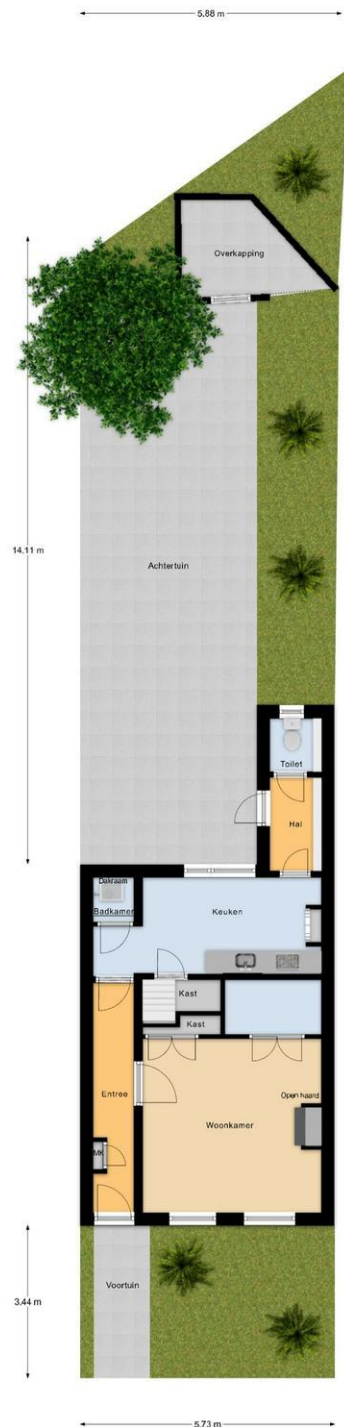 5.88 m
Overkapping
14.11 m
Achtertuin
Toilet
Hal
Dakraam
Badkamer
Keuken
Kast
Kast
Entree
Open haard
Woonkamer
MK
Voortuin
3.44 m
5.73 m